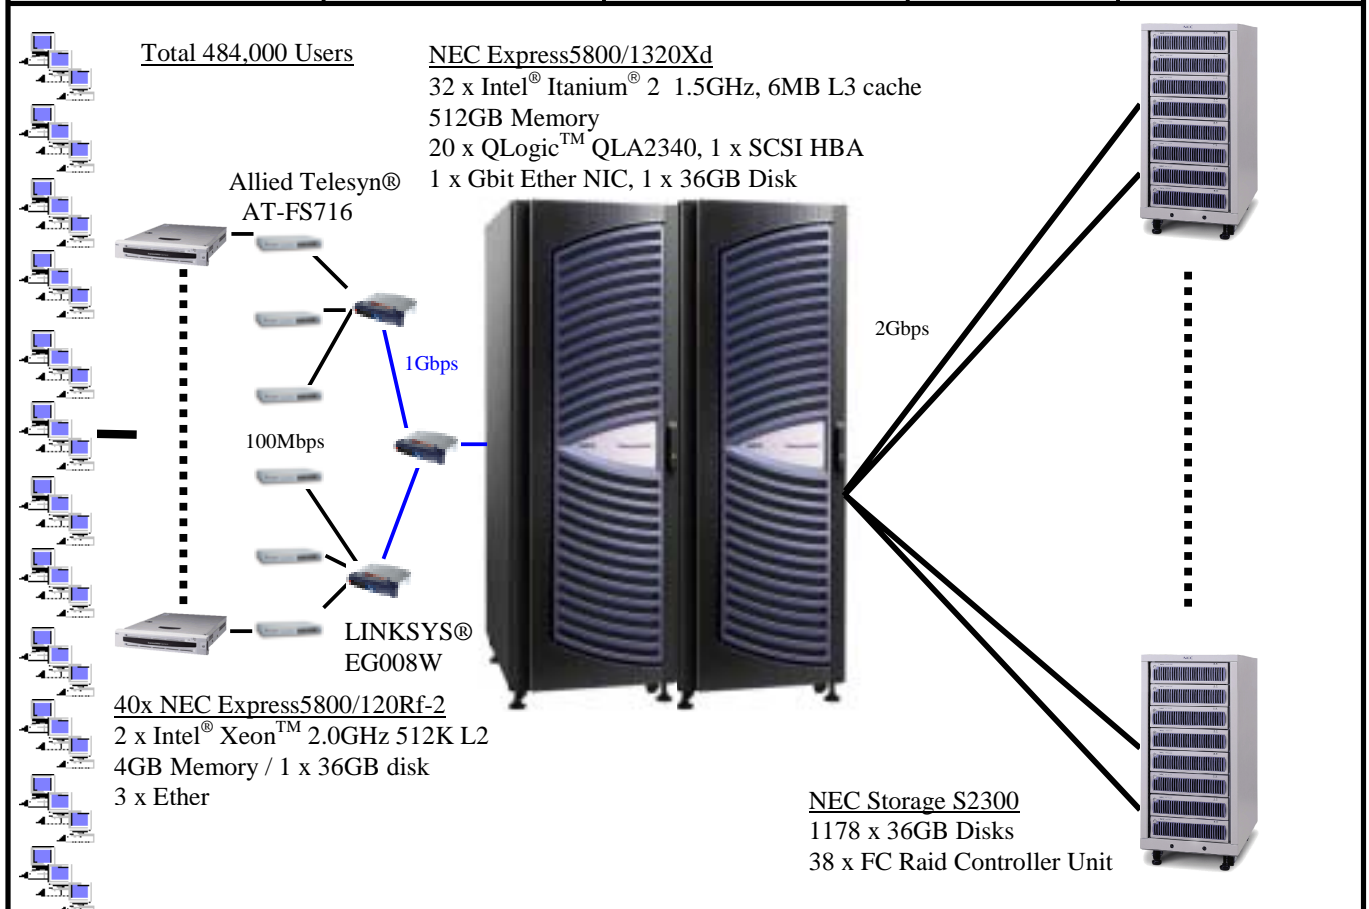 Total 484,000 Users
NEC Express5800/1320Xd
32 x Intel® Itanium® 2 1.5GHz, 6MB L3 cache
512GB Memory
20 x QLogic™ QLA2340, 1 x SCSI HBA
1 x Gbit Ether NIC, 1 x 36GB Disk
Allied Telesyn®
AT-FS716
2Gbps
1Gbps
100Mbps
LINKSYS®
EG008W
40x NEC Express5800/120Rf-2
2 x Intel® Xeon™ 2.0GHz 512K L2
4GB Memory / 1 x 36GB disk
3 x Ether
NEC Storage S2300
1178 x 36GB Disks
38 x FC Raid Controller Unit